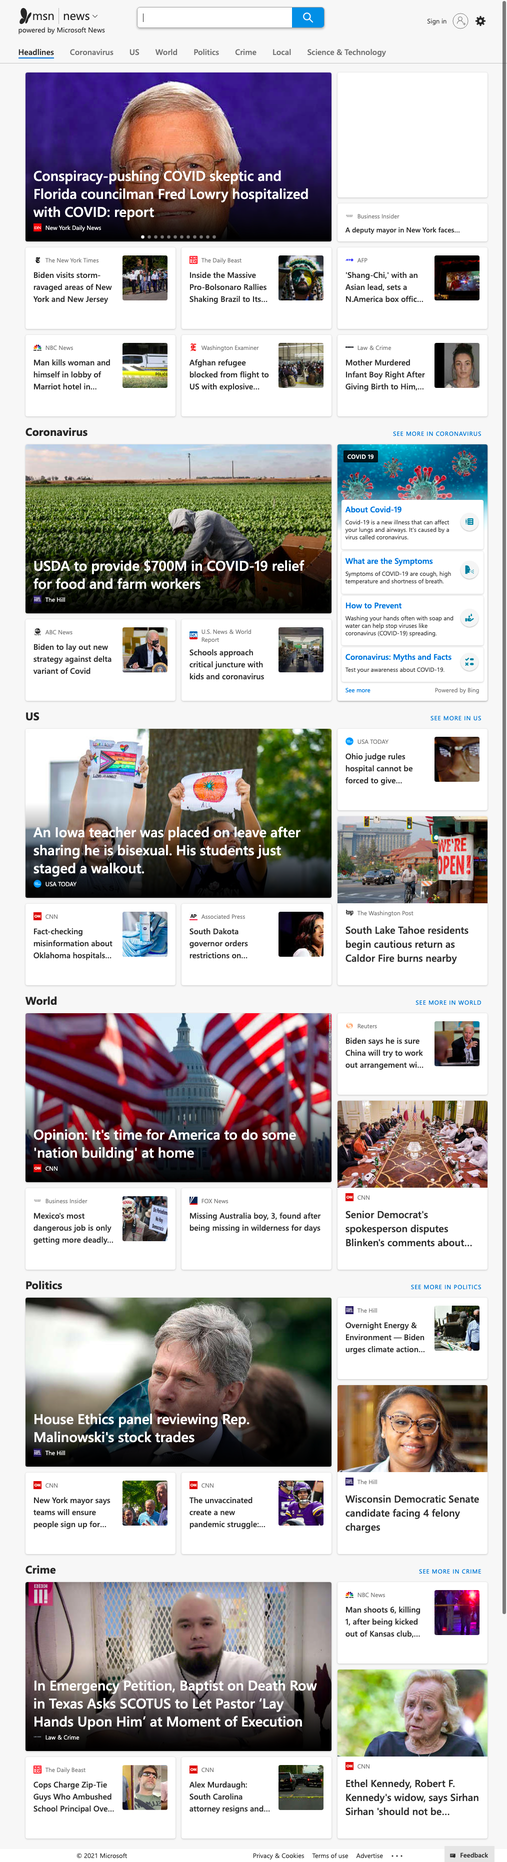 msn | news
powered by Microsoft News
Sign in
Headlines
Coronavirus
US
World
Politics
Crime
Local
Science & Technology
Conspiracy-pushing COVID skeptic and
Florida councilman Fred Lowry hospitalized
with COVID: report
New York Daily News
Business Insider
A deputy mayor in New York faces...
The New York Times
Biden visits storm-
ravaged areas of New
York and New Jersey
The Daily Beast
Inside the Massive
Pro-Bolsonaro Rallies
Shaking Brazil to Its...
AFP
'Shang-Chi,' with an
Asian lead, sets a
N.America box offic...
NBC News
Man kills woman and
himself in lobby of
Marriot hotel in...
Washington Examiner
Afghan refugee
blocked from flight to
US with explosive...
Law & Crime
Mother Murdered
Infant Boy Right After
Giving Birth to Him,...
Coronavirus
SEE MORE IN CORONAVIRUS
USDA to provide $700M in COVID-19 relief
for food and farm workers
The Hill
COVID 19
About Covid-19
Covid-19 is a new illness that can affect
your lungs and airways. It's caused by a
virus called coronavirus.
What are the Symptoms
Symptoms of COVID-19 are cough, high
temperature and shortness of breath.
How to Prevent
Washing your hands often with soap and
water can help stop viruses like
coronavirus (COVID-19) spreading.
Coronavirus: Myths and Facts
Test your awareness about COVID-19.
See more
Powered by Bing
ABC News
Biden to lay out new
strategy against delta
variant of Covid
U.S. News & World
Report
Schools approach
critical juncture with
kids and coronavirus
US
SEE MORE IN US
An Iowa teacher was placed on leave after
sharing he is bisexual. His students just
staged a walkout.
USA TODAY
USA TODAY
Ohio judge rules
hospital cannot be
forced to give...
WE'RE
OPEN!
The Washington Post
South Lake Tahoe residents
begin cautious return as
Caldor Fire burns nearby
CNN
Fact-checking
misinformation about
Oklahoma hospitals...
Associated Press
South Dakota
governor orders
restrictions on...
World
SEE MORE IN WORLD
Opinion: It's time for America to do some
'nation building' at home
CNN
Reuters
Biden says he is sure
China will try to work
out arrangement wi...
CNN
Senior Democrat's
spokesperson disputes
Blinken's comments about...
Business Insider
Mexico's most
dangerous job is only
getting more deadly...
FOX News
Missing Australia boy, 3, found after
being missing in wilderness for days
Politics
SEE MORE IN POLITICS
House Ethics panel reviewing Rep.
Malinowski's stock trades
The Hill
The Hill
Overnight Energy &
Environment — Biden
urges climate action...
The Hill
Wisconsin Democratic Senate
candidate facing 4 felony
charges
CNN
New York mayor says
teams will ensure
people sign up for...
CNN
The unvaccinated
create a new
pandemic struggle:...
Crime
SEE MORE IN CRIME
In Emergency Petition, Baptist on Death Row
in Texas Asks SCOTUS to Let Pastor 'Lay
Hands Upon Him' at Moment of Execution
Law & Crime
NBC News
Man shoots 6, killing
1, after being kicked
out of Kansas club,...
CNN
Ethel Kennedy, Robert F.
Kennedy's widow, says Sirhan
Sirhan 'should not be...
The Daily Beast
Cops Charge Zip-Tie
Guys Who Ambushed
School Principal Ove...
CNN
Alex Murdaugh:
South Carolina
attorney resigns and...
© 2021 Microsoft
Privacy & Cookies
Terms of use
Advertise
Feedback